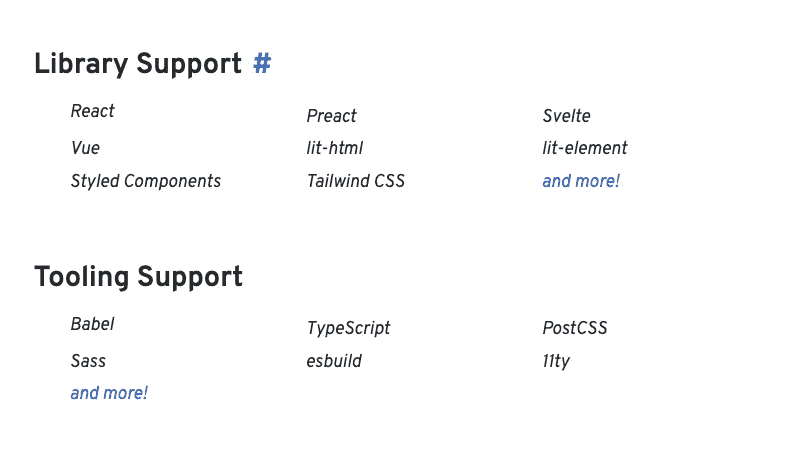 Library Support #
React Preact Svelte
Vue lit-html lit-element
Styled Components Tailwind CSS and more!
Tooling Support
Babel TypeScript PostCSS
Sass esbuild 11ty
and more!